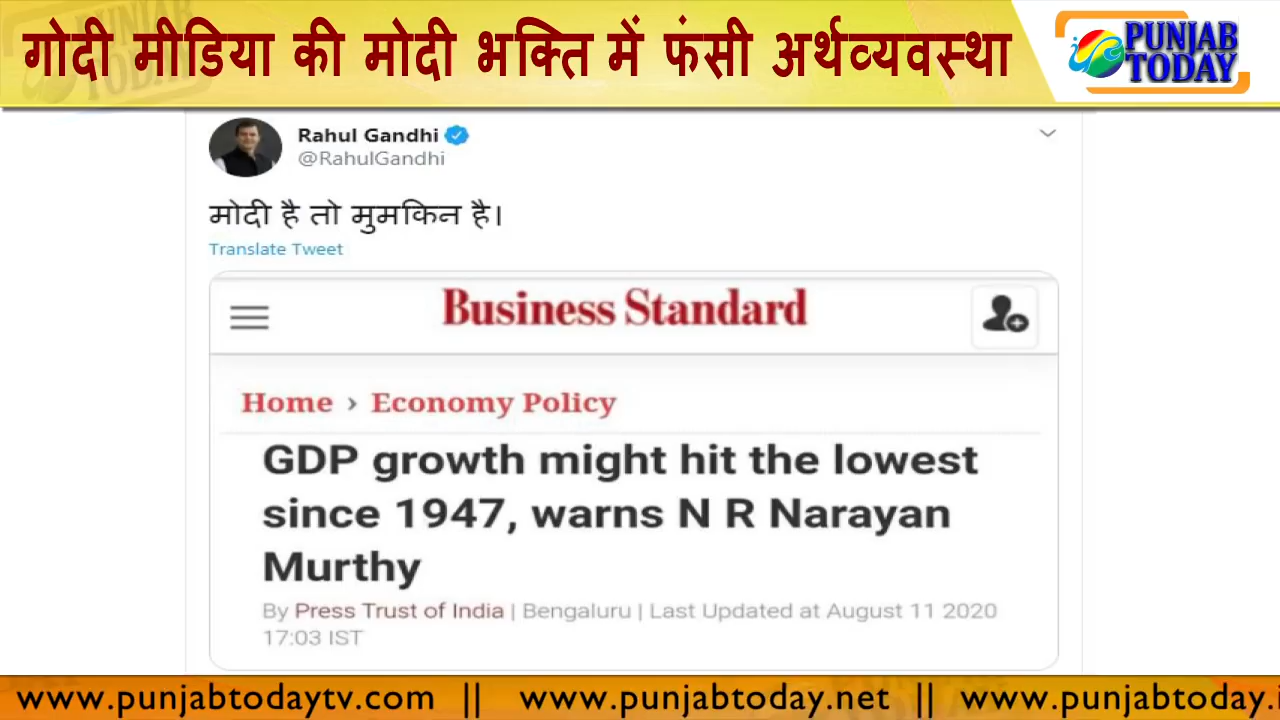 गोदी मीडिया की मोदी भक्ति में फंसी अर्थव्यवस्था
PUNJAB
TODAY
Rahul Gandhi
@RahulGandhi
मोदी है तो मुमकिन है।
Translate Tweet
Business Standard
Home › Economy Policy
GDP growth might hit the lowest
since 1947, warns N R Narayan
Murthy
By Press Trust of India | Bengaluru | Last Updated at August 11 2020
17:03 IST
www.punjabtodaytv.com || www.punjabtoday.net || www.punjabtoday.i